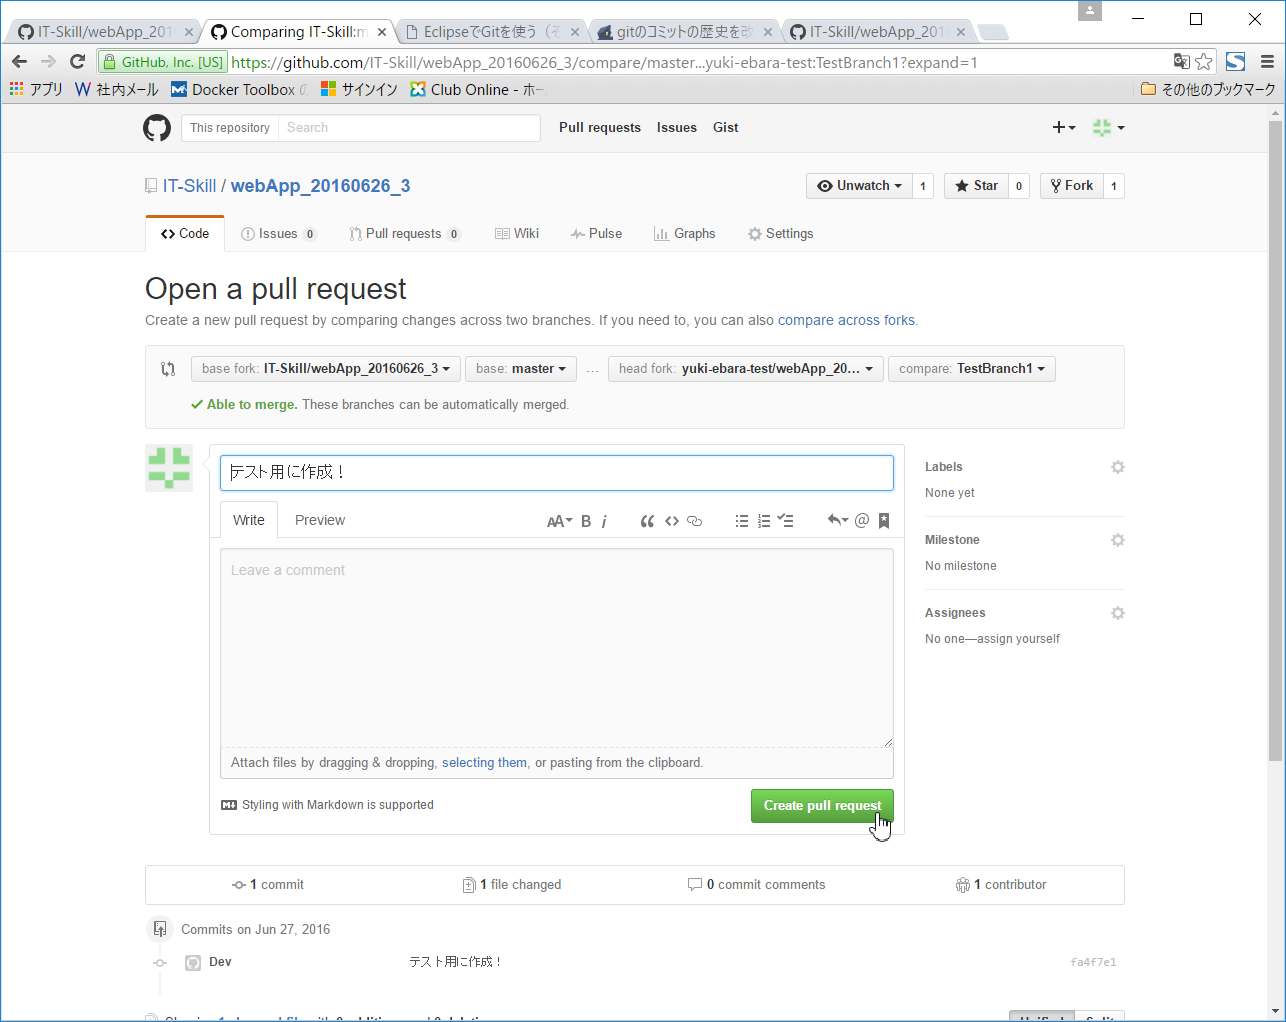 IT-Skill/webApp_201
Comparing IT-Skill:m
EclipseでGitを使う（そ
gitのコミットの歴史を改
IT-Skill/webApp_201
GitHub, Inc. [US] https://github.com/IT-Skill/webApp_20160626_3/compare/master...yuki-ebara-test:TestBranch1?expand=1
アプリ 社内メール Docker Toolbox サインイン Club Online - ホー その他のブックマーク
This repository Search Pull requests Issues Gist
IT-Skill / webApp_20160626_3 Unwatch 1 Star 0 Fork 1
Code Issues 0 Pull requests 0 Wiki Pulse Graphs Settings
Open a pull request
Create a new pull request by comparing changes across two branches. If you need to, you can also compare across forks.
base fork: IT-Skill/webApp_20160626_3 base: master ... head fork: yuki-ebara-test/webApp_20... compare: TestBranch1
Able to merge. These branches can be automatically merged.
テスト用に作成！
Write Preview AA B i
Leave a comment
Attach files by dragging & dropping, selecting them, or pasting from the clipboard.
Styling with Markdown is supported
Create pull request
Labels
None yet
Milestone
No milestone
Assignees
No one—assign yourself
1 commit 1 file changed 0 commit comments 1 contributor
Commits on Jun 27, 2016
Dev テスト用に作成！ fa4f7e1